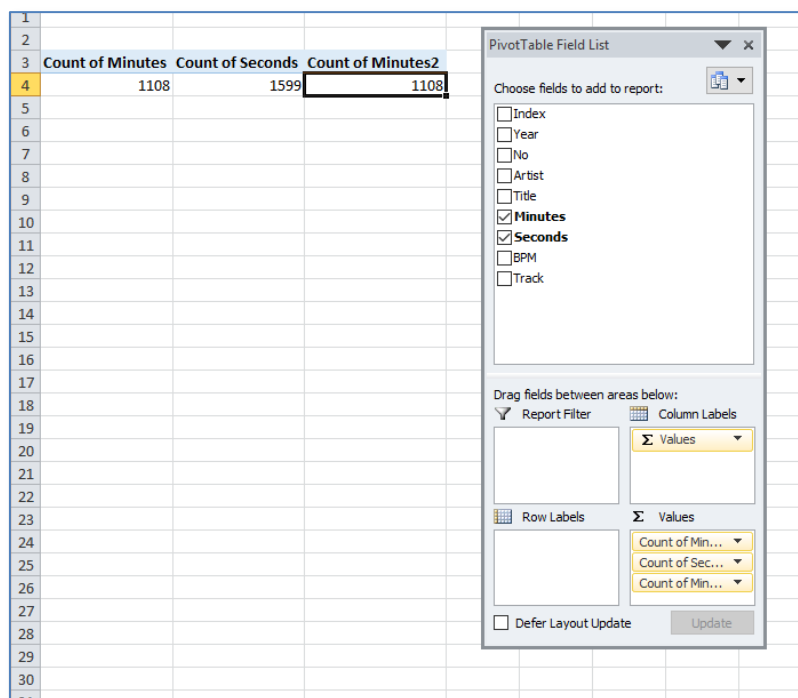 1
2
3 Count of Minutes Count of Seconds Count of Minutes2
4 1108 1599 1108
5
6
7
8
9
10
11
12
13
14
15
16
17
18
19
20
21
22
23
24
25
26
27
28
29
30
PivotTable Field List
Choose fields to add to report:
Index
Year
No
Artist
Title
Minutes
Seconds
BPM
Track
Drag fields between areas below:
Report Filter
Column Labels
Σ Values
Row Labels
Σ Values
Count of Min...
Count of Sec...
Count of Min...
Defer Layout Update
Update